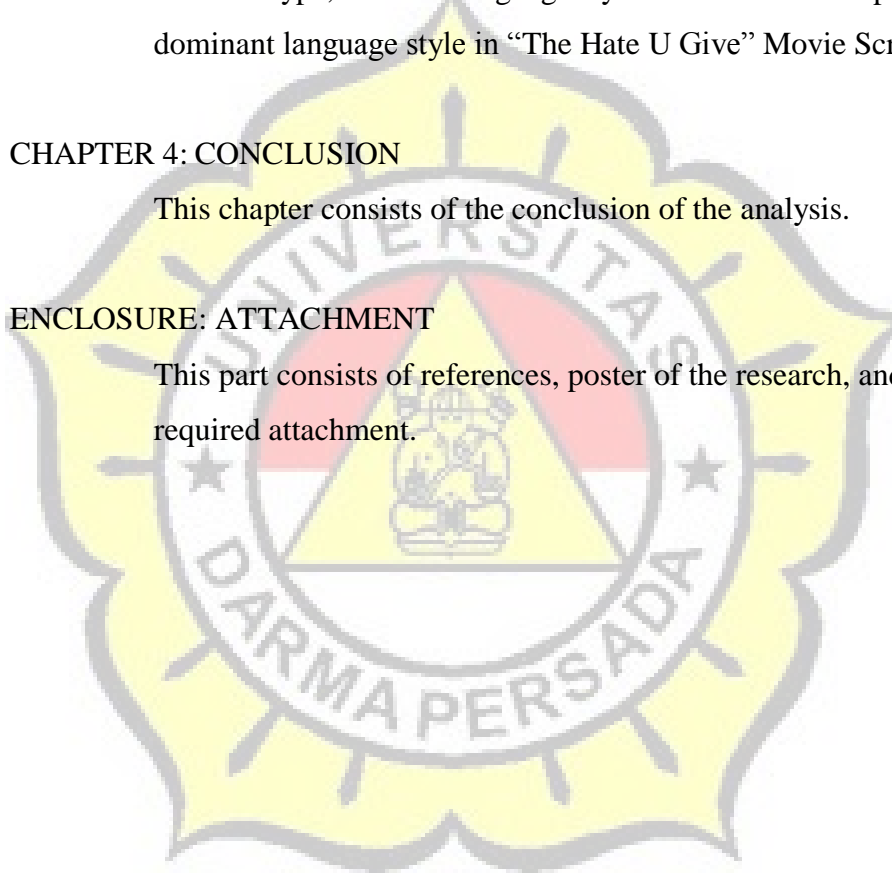 dominant language style in “The Hate U Give” Movie Scr
CHAPTER 4: CONCLUSION
This chapter consists of the conclusion of the analysis.
ENCLOSURE: ATTACHMENT
This part consists of references, poster of the research, and
required attachment.
UNIVERSITAS
DARMA PERSADA